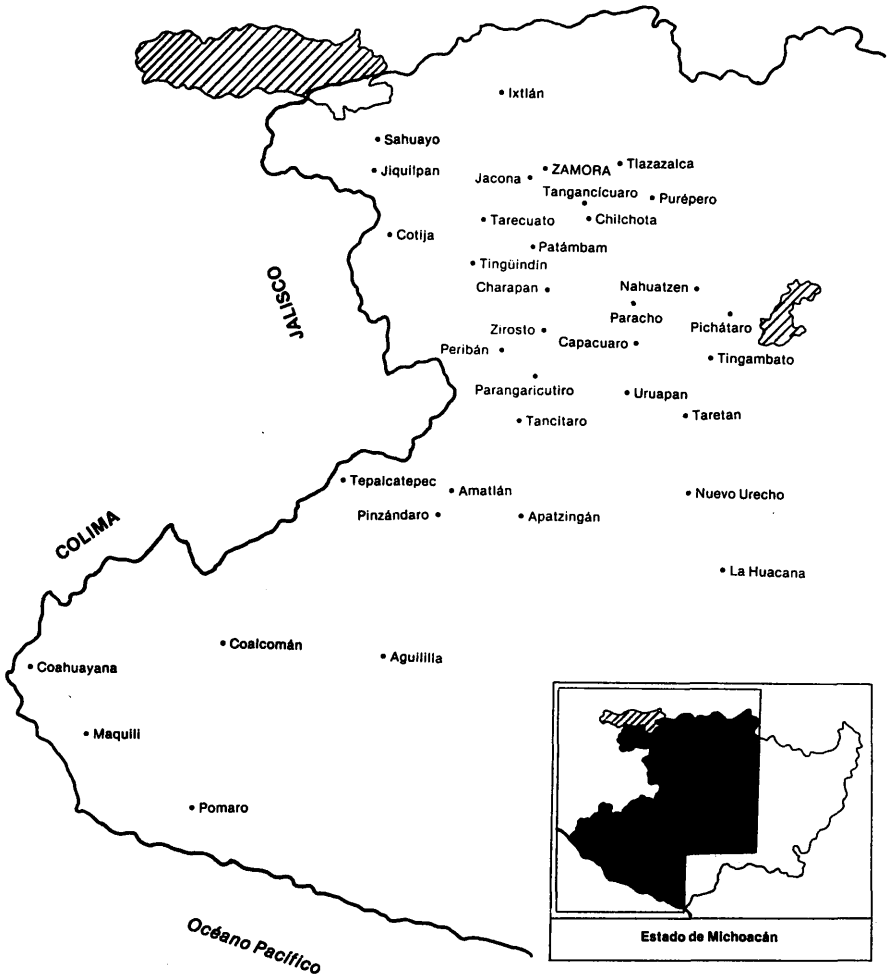 Ixtlán
Sahuayo
Jiquilpan
ZAMORA
Tlazazalca
Jacona
Tangancícuaro
Purépero
Tarecuato
Chilchota
Cotija
Patámbam
Tingüindín
JALISCO
Charapan
Nahuatzen
Paracho
Pichátaro
Zirosto
Capacuaro
Peribán
Tingambato
Parangaricutiro
Uruapan
Tancítaro
Taretan
Tepalcatepec
Amatlán
Nuevo Urecho
Pinzándaro
Apatzingán
COLIMA
La Huacana
Coalcomán
Aguililla
Coahuayana
Maquilí
Pomaro
Océano Pacífico
Estado de Michoacán